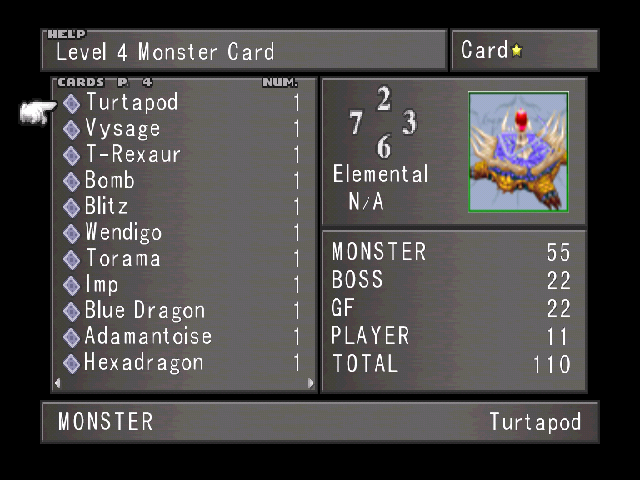 HELP
Level 4 Monster Card
Card★
CARDS P. 4 NUM.
Turtapod 1
Vysage 1
T-Rexaur 1
Bomb 1
Blitz 1
Wendigo 1
Torama 1
Imp 1
Blue Dragon 1
Adamantoise 1
Hexadragon 1
2
7 3
6
Elemental
N/A
MONSTER 55
BOSS 22
GF 22
PLAYER 11
TOTAL 110
MONSTER Turtapod